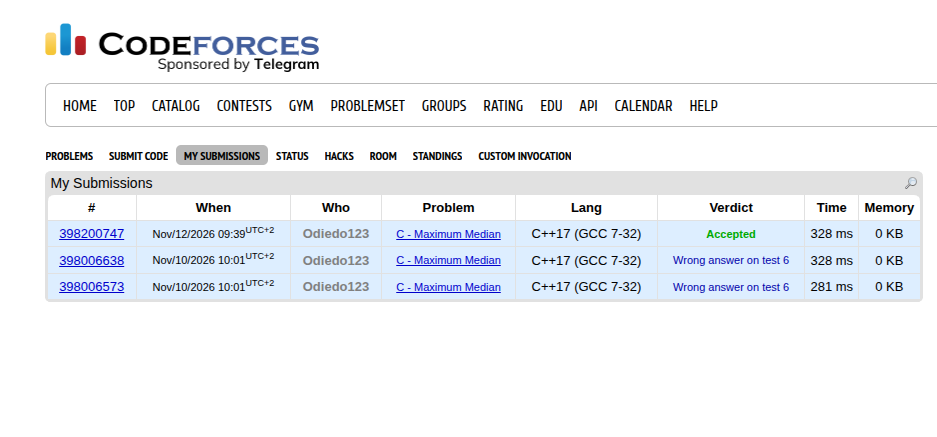 CODEFORCES
Sponsored by Telegram
HOME TOP CATALOG CONTESTS GYM PROBLEMSET GROUPS RATING EDU API CALENDAR HELP
PROBLEMS SUBMIT CODE MY SUBMISSIONS STATUS HACKS ROOM STANDINGS CUSTOM INVOCATION
My Submissions
# When Who Problem Lang Verdict Time Memory
398200747 Nov/12/2026 09:39UTC+2 Odiedo123 C - Maximum Median C++17 (GCC 7-32) Accepted 328 ms 0 KB
398006638 Nov/10/2026 10:01UTC+2 Odiedo123 C - Maximum Median C++17 (GCC 7-32) Wrong answer on test 6 328 ms 0 KB
398006573 Nov/10/2026 10:01UTC+2 Odiedo123 C - Maximum Median C++17 (GCC 7-32) Wrong answer on test 6 281 ms 0 KB